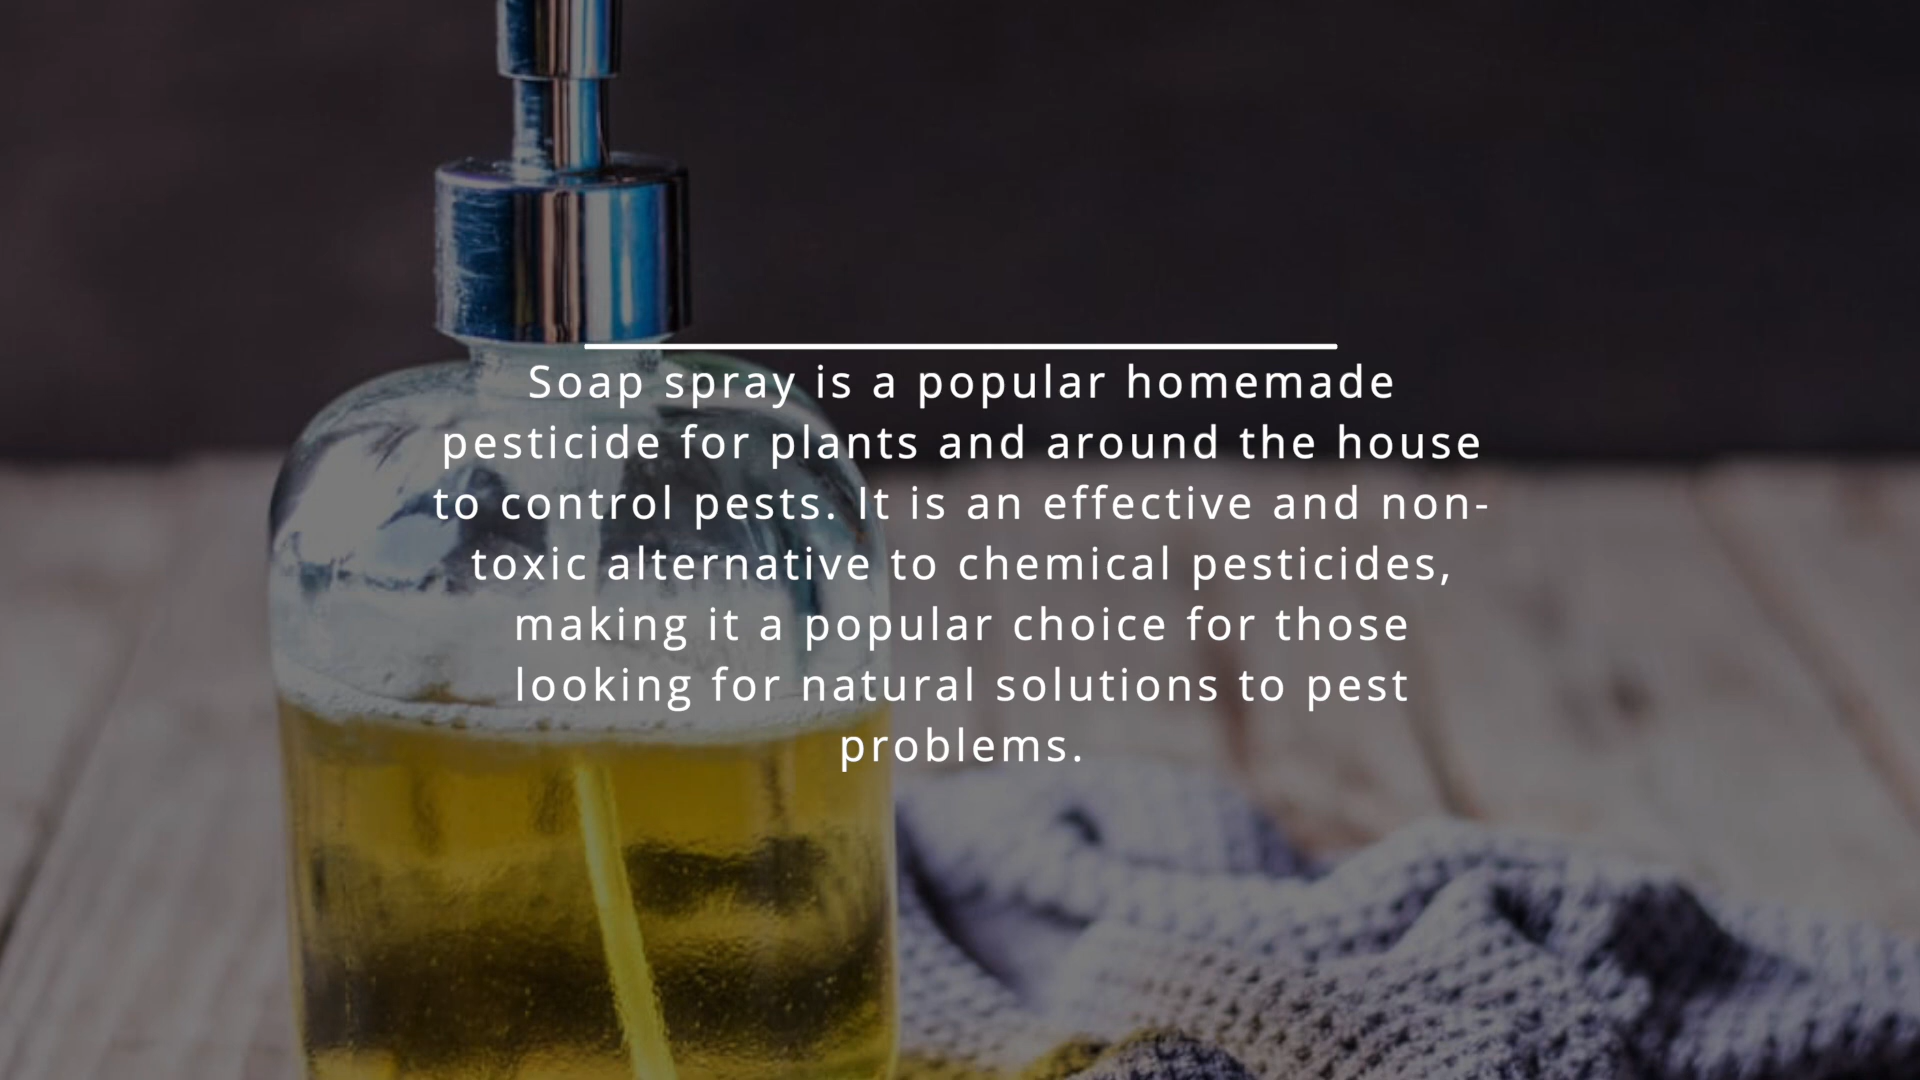 Soap spray is a popular homemade
pesticide for plants and around the house
to control pests. It is an effective and non-
toxic alternative to chemical pesticides,
making it a popular choice for those
looking for natural solutions to pest
problems.